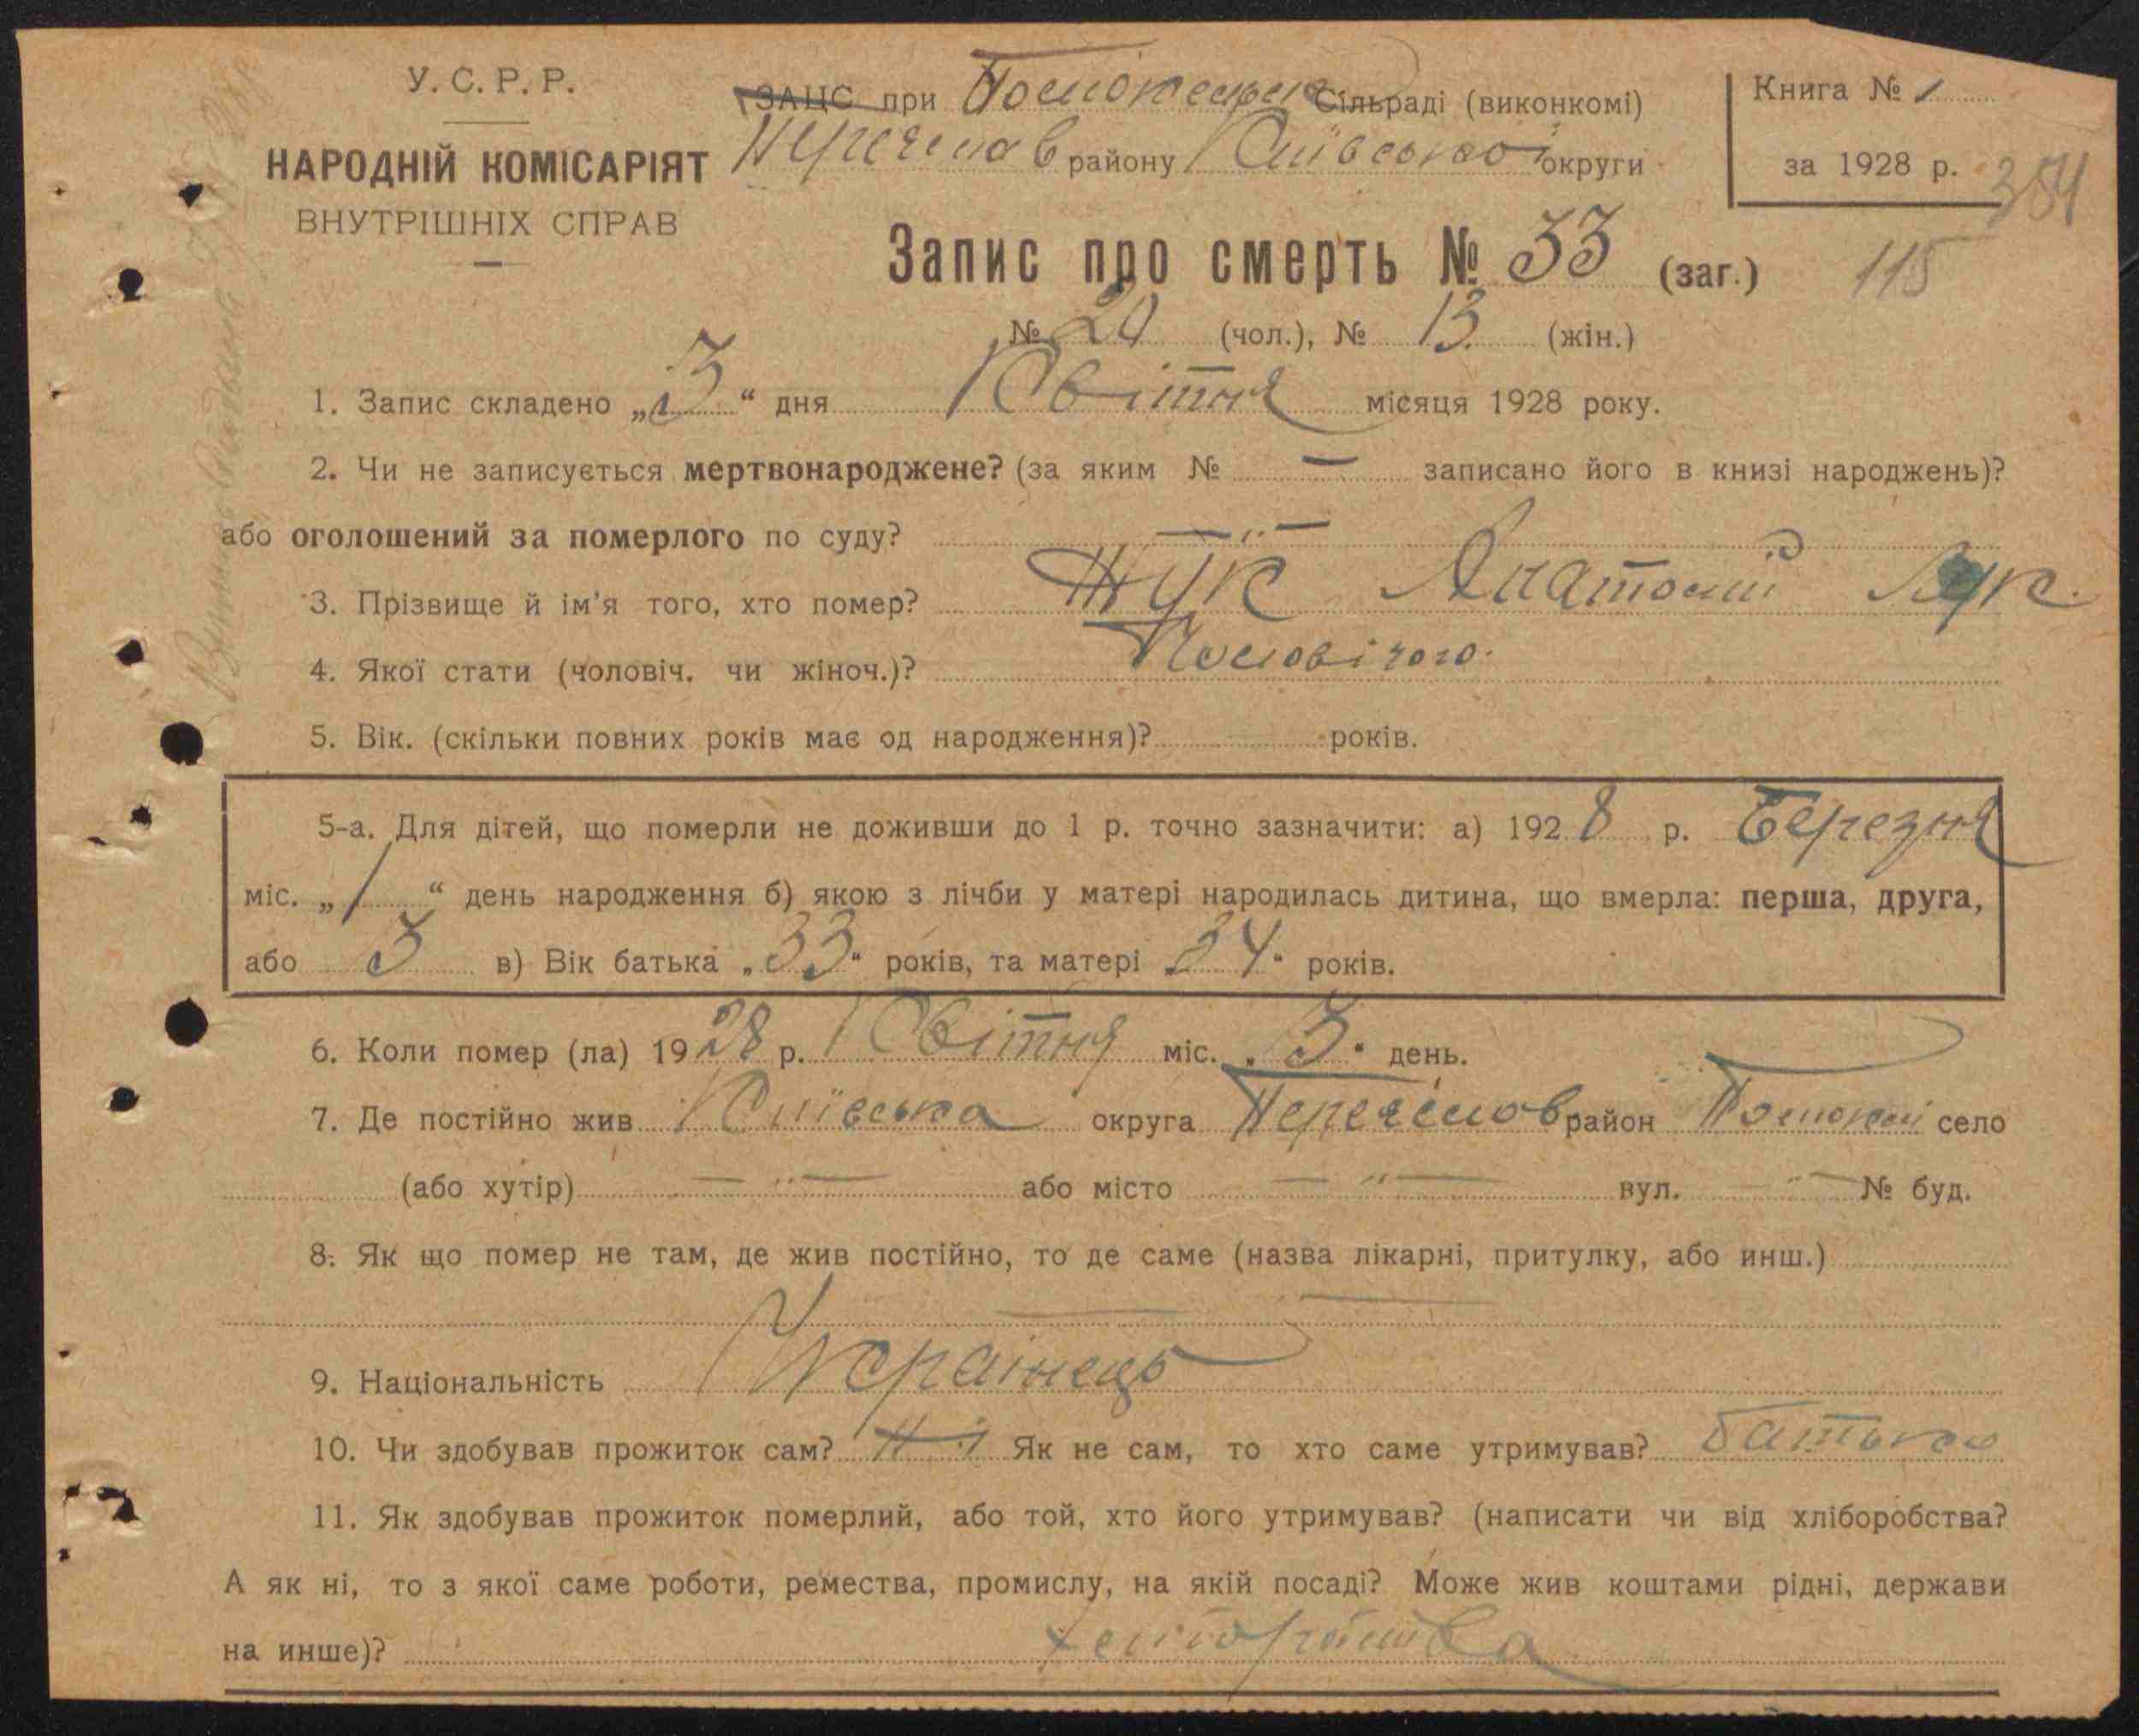 У. С. Р. Р.
НАРОДНІЙ КОМІСАРІЯТ
ВНУТРІШНІХ СПРАВ
ЗАЦС при Сільраді (виконкомі)
Переяслав району Київської округи
Книга № 1
за 1928 р.
384
115
Запис про смерть № 33 (заг.)
№ 20 (чол.), № 13. (жін.)
1. Запис складено „3“ дня Квітня місяця 1928 року.
2. Чи не записується мертвонароджене? (за яким № — записано його в книзі народжень)?
або оголошений за померлого по суду? — „ —
3. Прізвище й ім'я того, хто помер? Жук Анатолій Лук.
4. Якої стати (чоловіч. чи жіноч.)? Чоловічого.
5. Вік. (скільки повних років має од народження)? років.
5-а. Для дітей, що померли не доживши до 1 р. точно зазначити: а) 1928 р. Березня
міс. „1“ день народження б) якою з лічби у матері народилась дитина, що вмерла: перша, друга,
або 3 в) Вік батька „33“ років, та матері „34“ років.
6. Коли помер (ла) 1928 р. Квітня міс. „3“ день.
7. Де постійно жив Київська округа Переяслов район село
(або хутір) — „ — або місто — „ — вул. „ — № буд.
8. Як що помер не там, де жив постійно, то де саме (назва лікарні, притулку, або инш.)
9. Національність Українець
10. Чи здобував прожиток сам? Ні Як не сам, то хто саме утримував? батько
11. Як здобував прожиток померлий, або той, хто його утримував? (написати чи від хліборобства?
А як ні, то з якої саме роботи, ремества, промислу, на якій посаді? Може жив коштами рідні, держави
на инше)? хліборобства